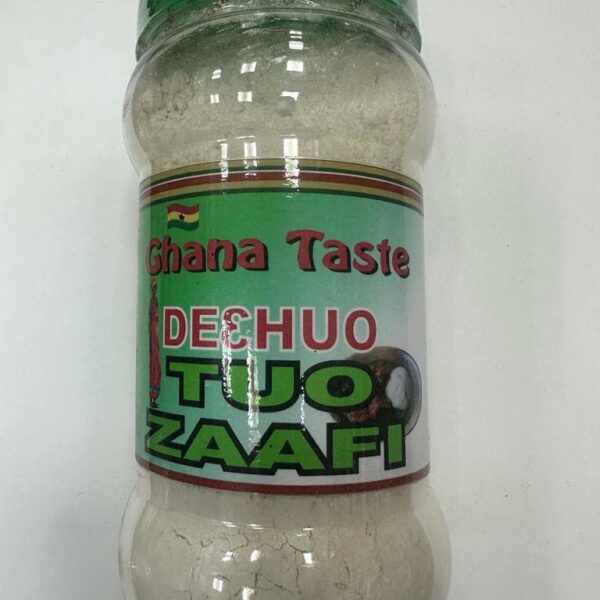 Ghana Taste
DEƐHUO
TUO
ZAAFI